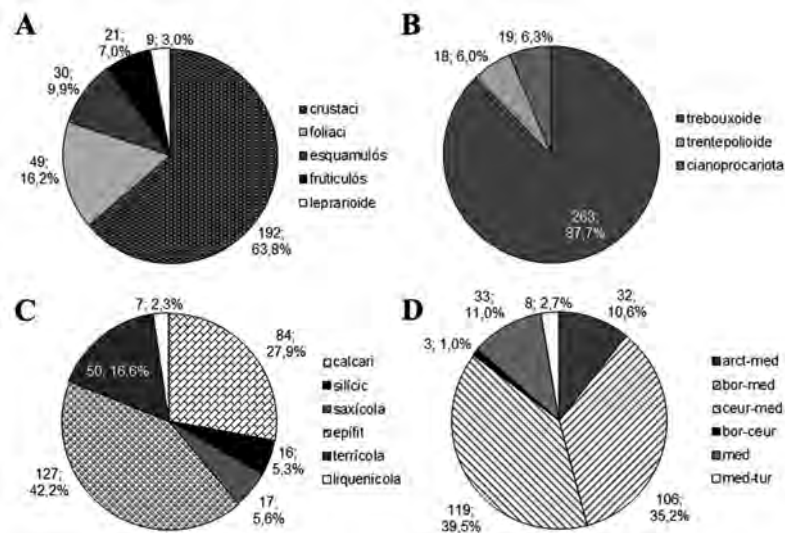 A
21;
7,0%
9; 3,0%
30;
9,9%
49;
16,2%
192;
63,8%
crustaci
foliaci
esquamulós
fruticulós
leprarioide
B
18; 6,0%
19; 6,3%
263;
87,7%
trebouxoide
trentepolioide
cianoprocariota
C
7; 2,3%
50, 16,6%
84;
27,9%
16;
5,3%
17;
5,6%
127;
42,2%
calcari
silícic
saxícola
epífit
terrícola
liquenícola
D
33;
11,0%
8; 2,7%
32;
10,6%
3; 1,0%
119;
39,5%
106;
35,2%
arct-med
bor-med
ceur-med
bor-ceur
med
med-tur